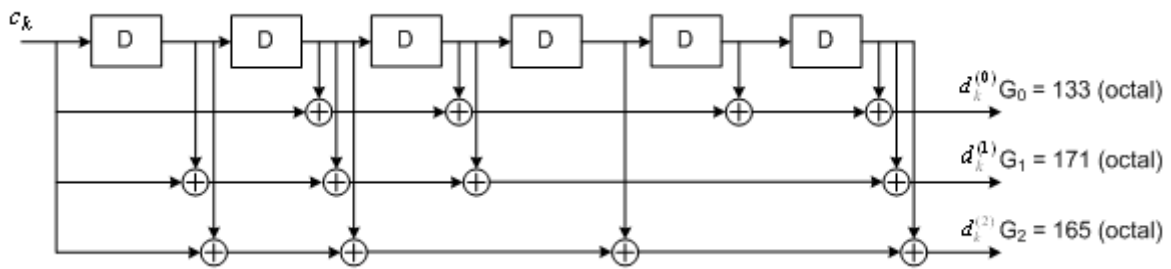 c_k
D D D D D D
d_k^(0) G_0 = 133 (octal)
d_k^(1) G_1 = 171 (octal)
d_k^(2) G_2 = 165 (octal)